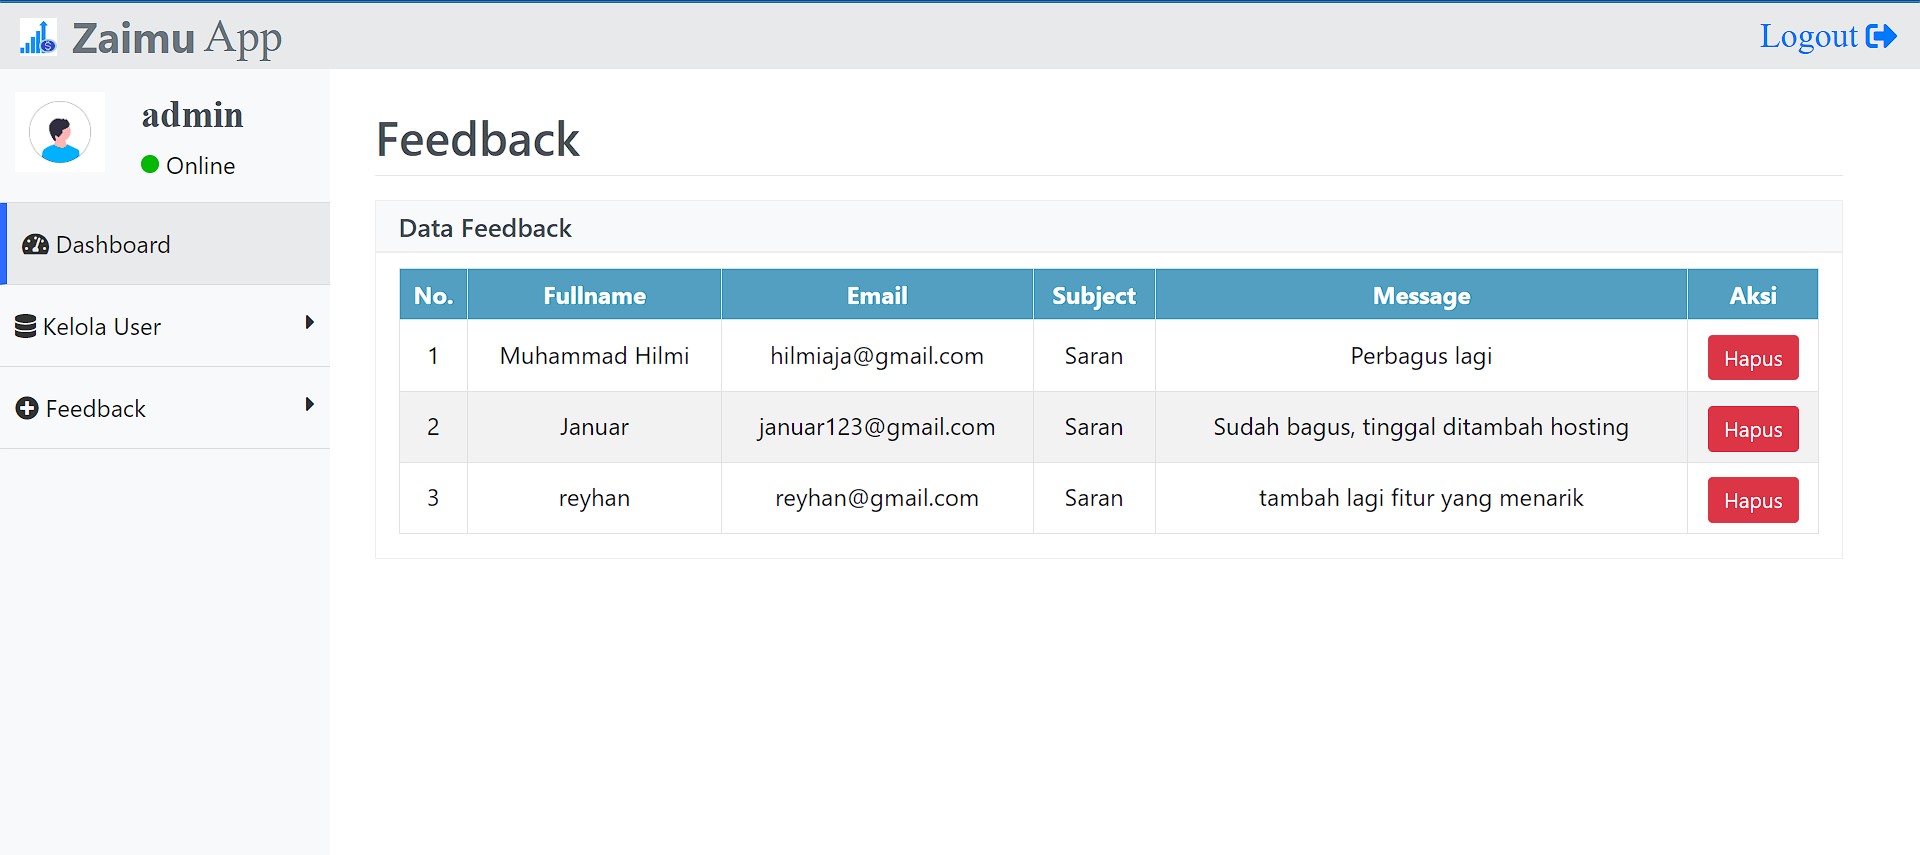 Zaimu App
Logout
admin
Online
Dashboard
Kelola User
Feedback
Feedback
Data Feedback
No. Fullname Email Subject Message Aksi
1 Muhammad Hilmi hilmiaja@gmail.com Saran Perbagus lagi Hapus
2 Januar januar123@gmail.com Saran Sudah bagus, tinggal ditambah hosting Hapus
3 reyhan reyhan@gmail.com Saran tambah lagi fitur yang menarik Hapus